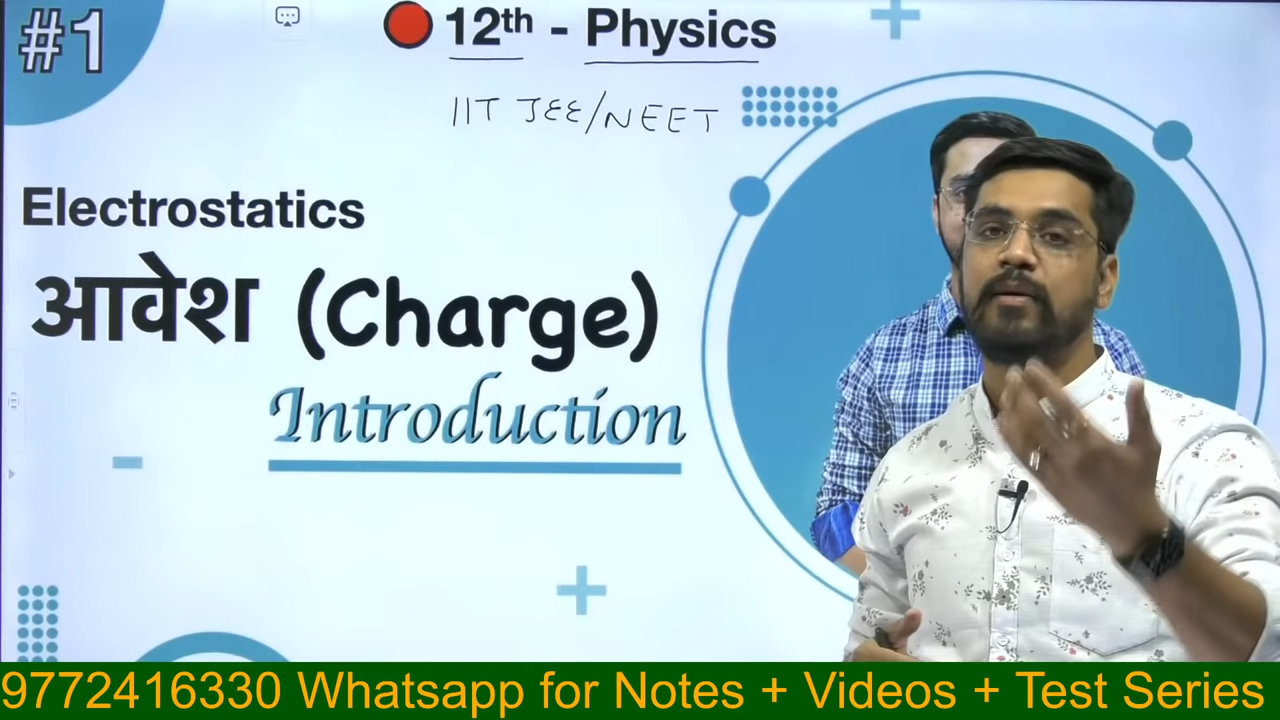 #1
12th - Physics
IIT JEE/NEET
Electrostatics
आवेश (Charge)
Introduction
9772416330 Whatsapp for Notes + Videos + Test Series